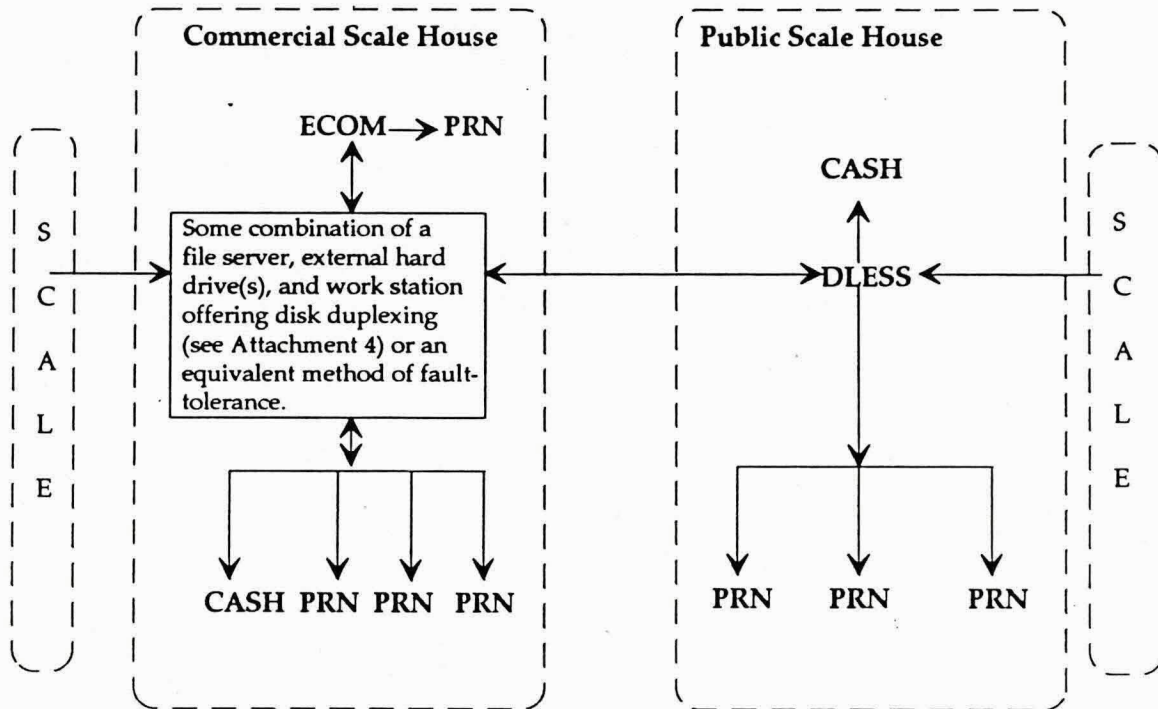 Commercial Scale House
Public Scale House
ECOM PRN
CASH
SCALE
Some combination of a
file server, external hard
drive(s), and work station
offering disk duplexing
(see Attachment 4) or an
equivalent method of fault-
tolerance.
DLESS
SCALE
CASH PRN PRN PRN
PRN PRN PRN